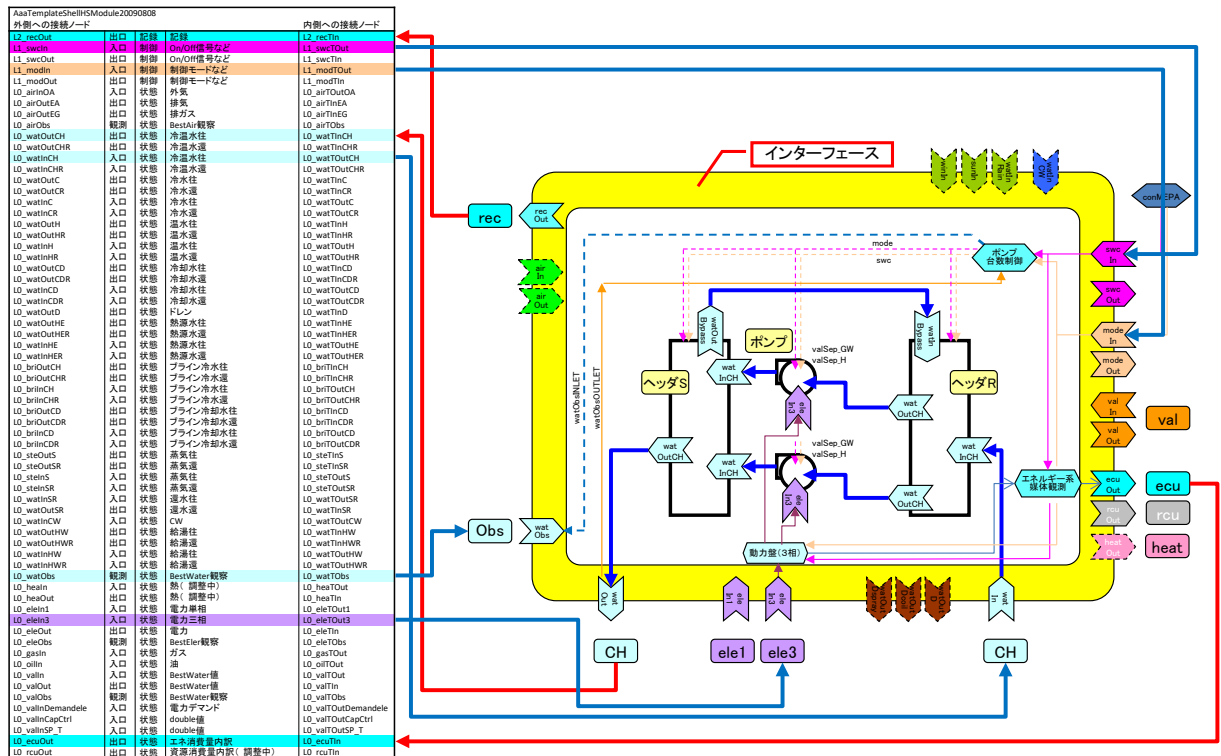 AaaTemplateShellHSModule20090808
外側への接続ノード 内側への接続ノード
L2_recOut 出口 記録 記録 L2_recTIn
L1_swcIn 入口 制御 On/Off信号など L1_swcTOut
L1_swcOut 出口 制御 On/Off信号など L1_swcTIn
L1_modIn 入口 制御 制御モードなど L1_modTOut
L1_modOut 出口 制御 制御モードなど L1_modTIn
L0_airInOA 入口 状態 外気 L0_airTOutOA
L0_airOutEA 出口 状態 排気 L0_airTInEA
L0_airOutEG 出口 状態 排ガス L0_airTInEG
L0_airObs 観測 状態 BestAir観察 L0_airTObs
L0_watOutCH 出口 状態 冷温水往 L0_watTInCH
L0_watOutCHR 出口 状態 冷温水還 L0_watTInCHR
L0_watInCH 入口 状態 冷温水往 L0_watTOutCH
L0_watInCHR 入口 状態 冷温水還 L0_watTOutCHR
L0_watOutC 出口 状態 冷水往 L0_watTInC
L0_watOutCR 出口 状態 冷水還 L0_watTInCR
L0_watInC 入口 状態 冷水往 L0_watTOutC
L0_watInCR 入口 状態 冷水還 L0_watTOutCR
L0_watOutH 出口 状態 温水往 L0_watTInH
L0_watOutHR 出口 状態 温水還 L0_watTInHR
L0_watInH 入口 状態 温水往 L0_watTOutH
L0_watInHR 入口 状態 温水還 L0_watTOutHR
L0_watOutCD 出口 状態 冷却水往 L0_watTInCD
L0_watOutCDR 出口 状態 冷却水還 L0_watTInCDR
L0_watInCD 入口 状態 冷却水往 L0_watTOutCD
L0_watInCDR 入口 状態 冷却水還 L0_watTOutCDR
L0_watOutD 出口 状態 ドレン L0_watTInD
L0_watOutHE 出口 状態 熱源水往 L0_watTInHE
L0_watOutHER 出口 状態 熱源水還 L0_watTInHER
L0_watInHE 入口 状態 熱源水往 L0_watTOutHE
L0_watInHER 入口 状態 熱源水還 L0_watTOutHER
L0_briOutCH 出口 状態 ブライン冷水往 L0_briTInCH
L0_briOutCHR 出口 状態 ブライン冷水還 L0_briTInCHR
L0_briInCH 入口 状態 ブライン冷水往 L0_briTOutCH
L0_briInCHR 入口 状態 ブライン冷水還 L0_briTOutCHR
L0_briOutCD 出口 状態 ブライン冷却水往 L0_briTInCD
L0_briOutCDR 出口 状態 ブライン冷却水還 L0_briTInCDR
L0_briInCD 入口 状態 ブライン冷却水往 L0_briTOutCD
L0_briInCDR 入口 状態 ブライン冷却水還 L0_briTOutCDR
L0_steOutS 出口 状態 蒸気往 L0_steTInS
L0_steOutSR 出口 状態 蒸気還 L0_steTInSR
L0_steInS 入口 状態 蒸気往 L0_steTOutS
L0_steInSR 入口 状態 蒸気還 L0_steTOutSR
L0_watInSR 入口 状態 還水往 L0_watTOutSR
L0_watOutSR 出口 状態 還水還 L0_watTInSR
L0_watInCW 入口 状態 CW L0_watTOutCW
L0_watOutHW 出口 状態 給湯往 L0_watTInHW
L0_watOutHWR 出口 状態 給湯還 L0_watTInHWR
L0_watInHW 入口 状態 給湯往 L0_watTOutHW
L0_watInHWR 入口 状態 給湯還 L0_watTOutHWR
L0_watObs 観測 状態 BestWater観察 L0_watTObs
L0_heaIn 入口 状態 熱( 調整中) L0_heaTOut
L0_heaOut 出口 状態 熱( 調整中) L0_heaTIn
L0_eleIn1 入口 状態 電力単相 L0_eleTOut1
L0_eleIn3 入口 状態 電力三相 L0_eleTOut3
L0_eleOut 出口 状態 電力 L0_eleTIn
L0_eleObs 観測 状態 BestEler観察 L0_eleTObs
L0_gasIn 入口 状態 ガス L0_gasTOut
L0_oilIn 入口 状態 油 L0_oilTOut
L0_valIn 入口 状態 BestWater値 L0_valTOut
L0_valOut 出口 状態 BestWater値 L0_valTIn
L0_valObs 観測 状態 BestWater観察 L0_valTObs
L0_valInDemandele 入口 状態 電力デマンド L0_valTOutDemandele
L0_valInCapCtrl 入口 状態 double値 L0_valTOutCapCtrl
L0_valInSP_T 入口 状態 double値 L0_valTOutSP_T
L0_ecuOut 出口 状態 エネ消費量内訳 L0_ecuTIn
L0_rcuOut 出口 状態 資源消費量内訳( 調整中) L0_rcuTIn
インターフェース
winIn
sunIn
watIn Rain
watIn CW
conMEPA
rec
rec Out
air In
air Out
mode
swc
ポンプ 台数制御
swc In
swc Out
mode In
mode Out
watOut Bypass
watIn Bypass
ポンプ
valSep_GW
valSep_H
ヘッダS
ヘッダR
wat InCH
ele In3
wat OutCH
watObsINLET
watObsOUTLET
val In
val Out
val
wat OutCH
valSep_GW
valSep_H
wat InCH
wat InCH
ele In3
wat OutCH
エネルギー系 媒体観測
ecu Out
ecu
rcu Out
rcu
Obs
wat Obs
動力盤(3相)
heat Out
heat
wat Out
ele In1
ele In3
watOut Dspray
watOut Dcoil
watOut D
wat In
CH
ele1
ele3
CH